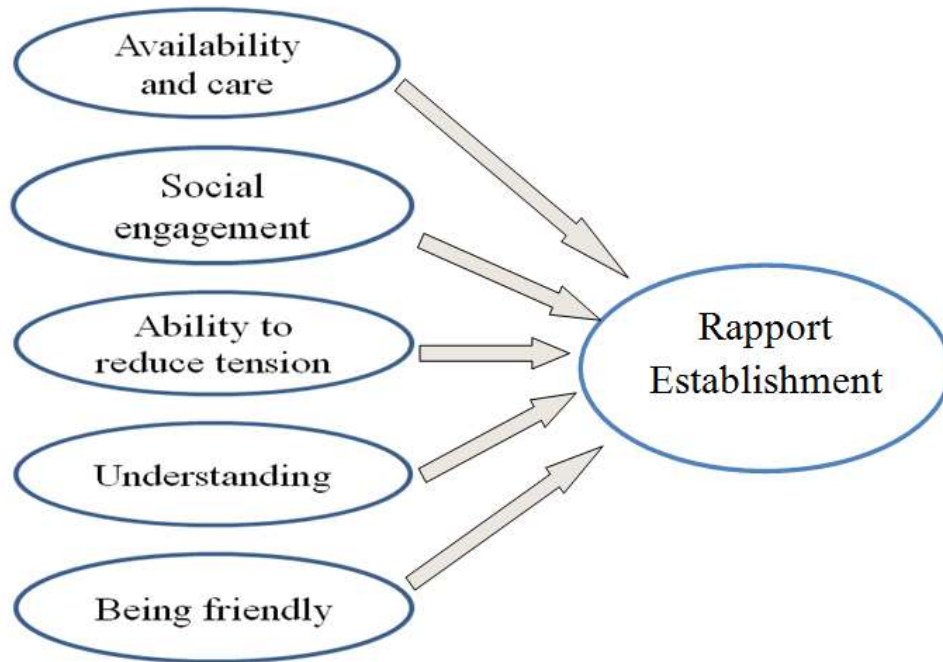 Availability
and care
Social
engagement
Ability to
reduce tension
Understanding
Being friendly
Rapport
Establishment